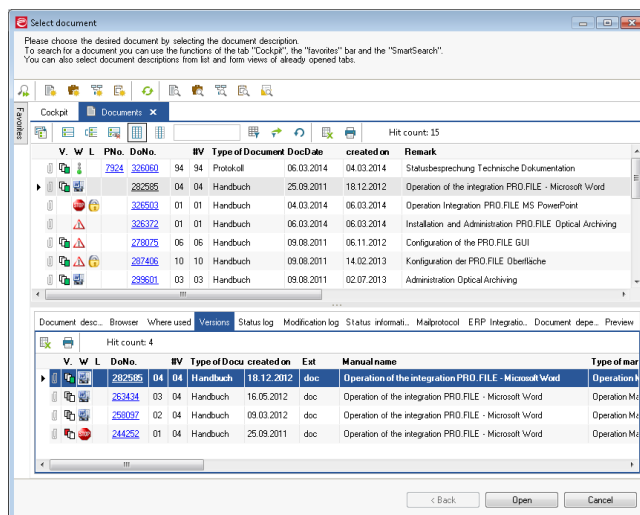 Select document
Please choose the desired document by selecting the document description.
To search for a document you can use the functions of the tab "Cockpit", the "favorites" bar and the "SmartSearch".
You can also select document descriptions from list and form views of already opened tabs.
Favorites
Cockpit Documents
Hit count: 15
V. W L PNo. DoNo. #V Type of Document DocDate created on Remark
7924 326060 94 94 Protokoll 06.03.2014 04.03.2014 Statusbesprechung Technische Dokumentation
282585 04 04 Handbuch 25.09.2011 18.12.2012 Operation of the integration PRO.FILE - Microsoft Word
STOP 326503 01 01 Handbuch 04.03.2014 06.03.2014 Operation Integration PRO.FILE MS PowerPoint
326372 01 01 Handbuch 06.03.2014 06.03.2014 Installation and Administration PRO.FILE Optical Archiving
278075 06 06 Handbuch 09.08.2011 06.11.2012 Configuration of the PRO.FILE GUI
287406 10 10 Handbuch 09.08.2011 14.02.2013 Konfiguration der PRO.FILE Oberfläche
299601 03 03 Handbuch 09.08.2011 02.07.2013 Administration Optical Archiving
Document desc... Browser Where used Versions Status log Modification log Status informati... Mailprotocol ERP Integratio... Document depe... Preview
Hit count: 4
V. W L DoNo. #V Type of Docu created on Ext Manual name Type of mar
282585 04 04 Handbuch 18.12.2012 doc Operation of the integration PRO.FILE - Microsoft Word Operation M
263434 03 04 Handbuch 16.05.2012 doc Operation of the integration PRO.FILE - Microsoft Word Operation Ma
258097 02 04 Handbuch 09.03.2012 doc Operation of the integration PRO.FILE - Microsoft Word Operation Ma
STOP 244252 01 04 Handbuch 25.09.2011 doc Operation of the integration PRO.FILE - Microsoft Word Operation Ma
< Back Open Cancel